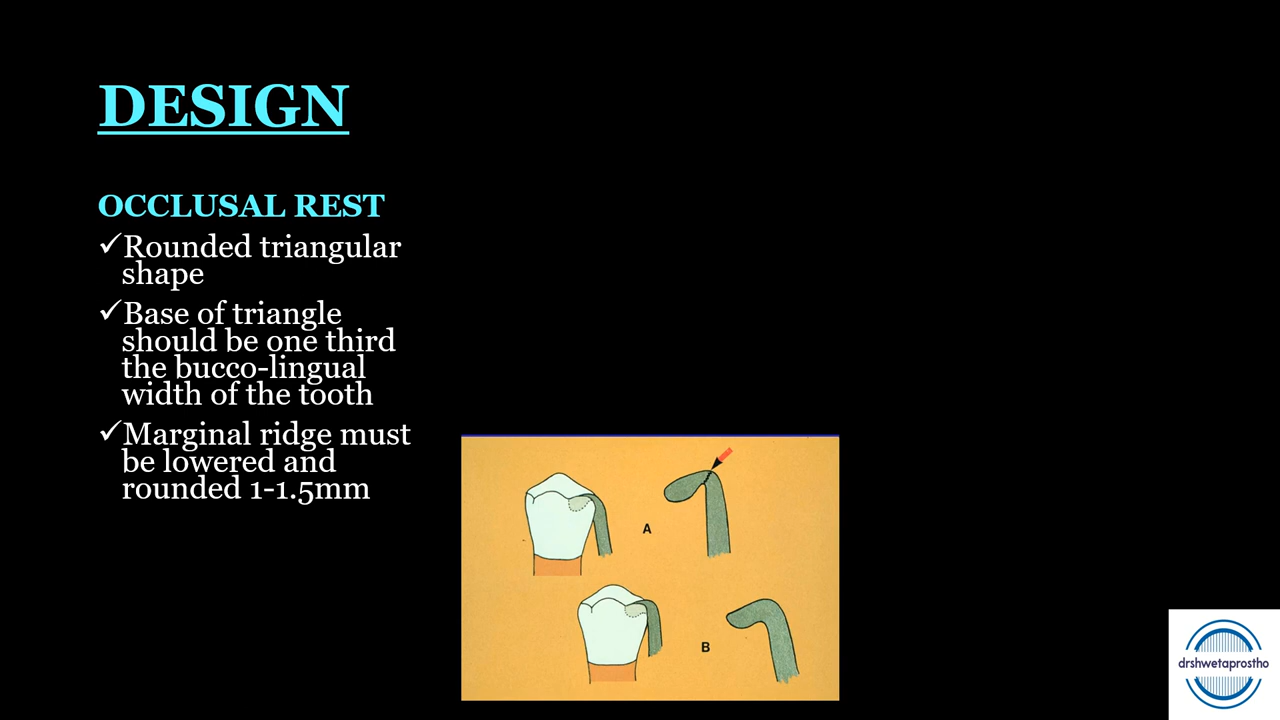 DESIGN
OCCLUSAL REST
✓Rounded triangular
shape
✓Base of triangle
should be one third
the bucco-lingual
width of the tooth
✓Marginal ridge must
be lowered and
rounded 1-1.5mm
A
B
drshwetaprostho